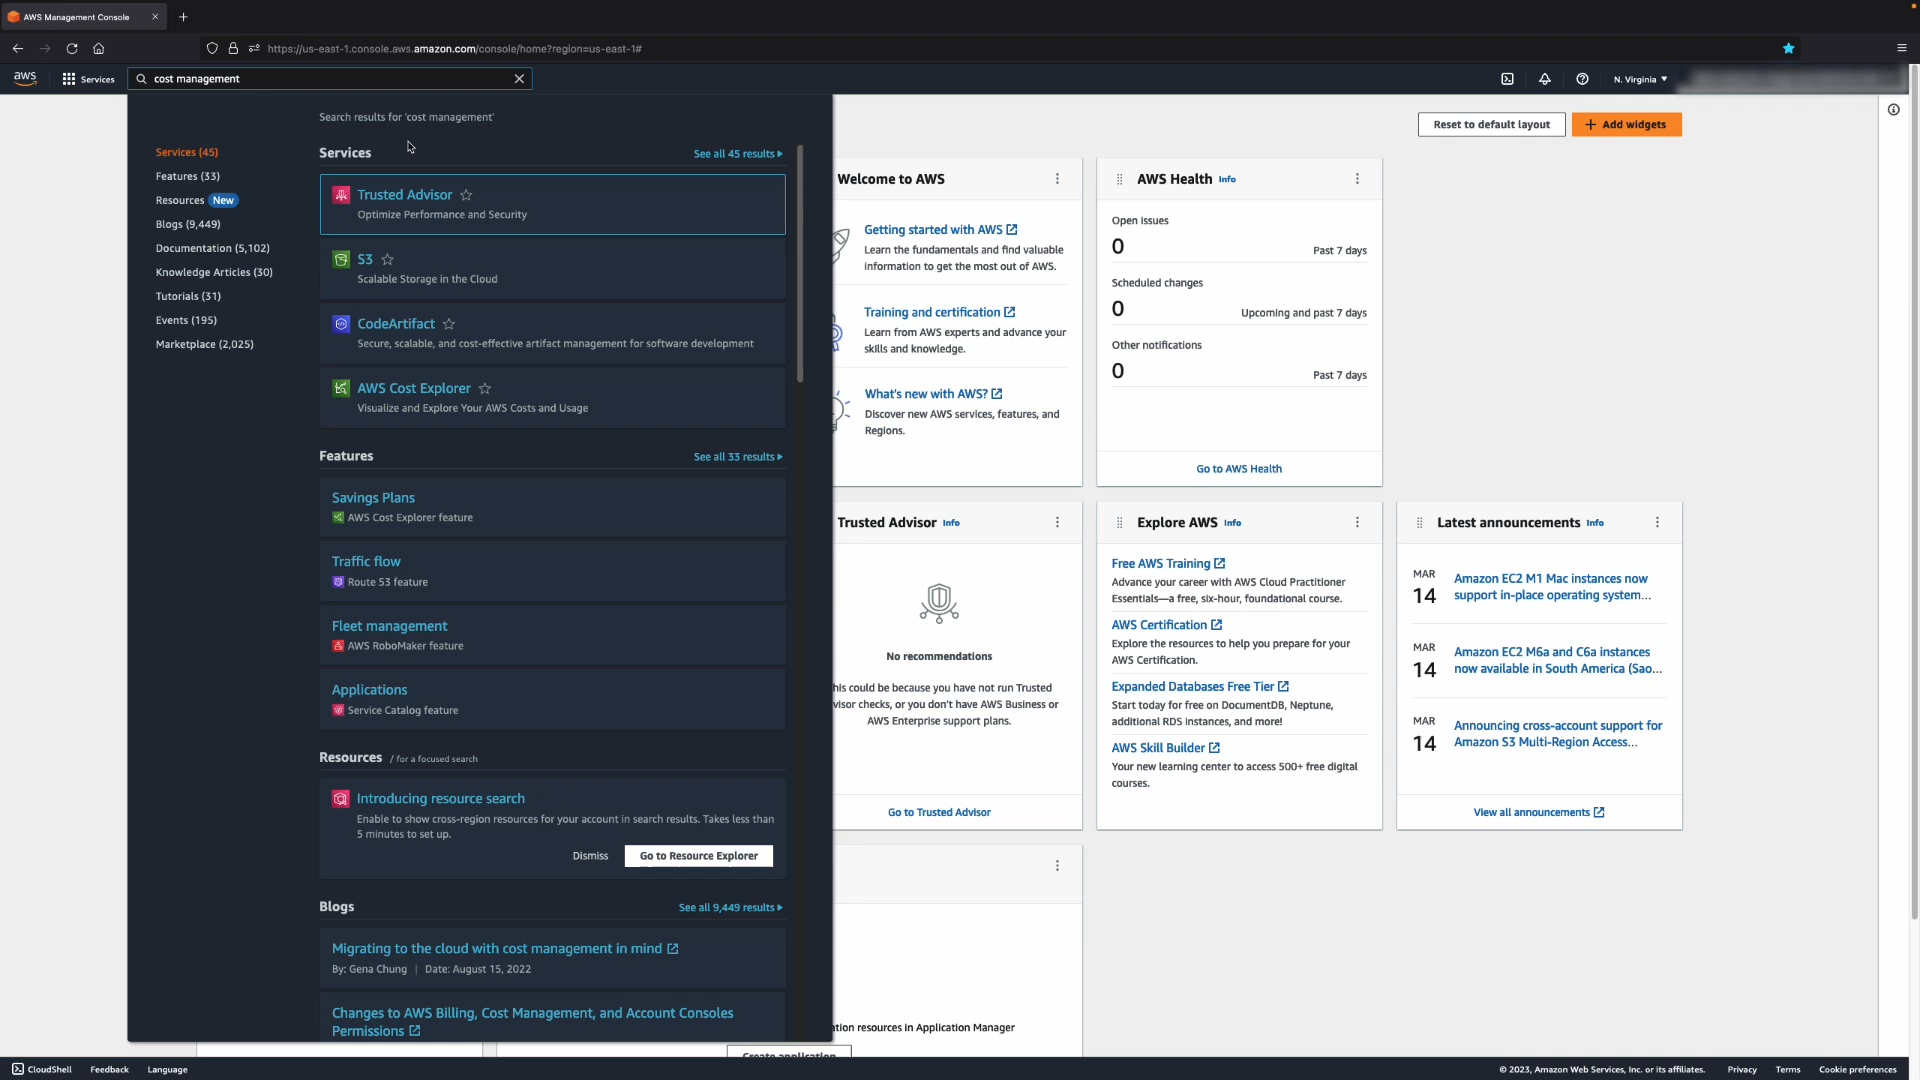 AWS Management Console
https://us-east-1.console.aws.amazon.com/console/home?region=us-east-1#
aws
Services
cost management
N. Virginia
Search results for 'cost management'
Services (45)
Features (33)
Resources New
Blogs (9,449)
Documentation (5,102)
Knowledge Articles (30)
Tutorials (31)
Events (195)
Marketplace (2,025)
Services
See all 45 results
Trusted Advisor
Optimize Performance and Security
S3
Scalable Storage in the Cloud
CodeArtifact
Secure, scalable, and cost-effective artifact management for software development
AWS Cost Explorer
Visualize and Explore Your AWS Costs and Usage
Features
See all 33 results
Savings Plans
AWS Cost Explorer feature
Traffic flow
Route 53 feature
Fleet management
AWS RoboMaker feature
Applications
Service Catalog feature
Resources / for a focused search
Introducing resource search
Enable to show cross-region resources for your account in search results. Takes less than
5 minutes to set up.
Dismiss
Go to Resource Explorer
Blogs
See all 9,449 results
Migrating to the cloud with cost management in mind
By: Gena Chung | Date: August 15, 2022
Changes to AWS Billing, Cost Management, and Account Consoles
Permissions
Reset to default layout
+ Add widgets
Welcome to AWS
Getting started with AWS
Learn the fundamentals and find valuable
information to get the most out of AWS.
Training and certification
Learn from AWS experts and advance your
skills and knowledge.
What's new with AWS?
Discover new AWS services, features, and
Regions.
AWS Health Info
Open issues
0
Past 7 days
Scheduled changes
0
Upcoming and past 7 days
Other notifications
0
Past 7 days
Go to AWS Health
Trusted Advisor Info
No recommendations
his could be because you have not run Trusted
visor checks, or you don't have AWS Business or
AWS Enterprise support plans.
Go to Trusted Advisor
Explore AWS Info
Free AWS Training
Advance your career with AWS Cloud Practitioner
Essentials—a free, six-hour, foundational course.
AWS Certification
Explore the resources to help you prepare for your
AWS Certification.
Expanded Databases Free Tier
Start today for free on DocumentDB, Neptune,
additional RDS instances, and more!
AWS Skill Builder
Your new learning center to access 500+ free digital
courses.
Latest announcements Info
MAR
14
Amazon EC2 M1 Mac instances now
support in-place operating system...
MAR
14
Amazon EC2 M6a and C6a instances
now available in South America (Sao...
MAR
14
Announcing cross-account support for
Amazon S3 Multi-Region Access...
View all announcements
ation resources in Application Manager
Create application
CloudShell
Feedback
Language
© 2023, Amazon Web Services, Inc. or its affiliates.
Privacy
Terms
Cookie preferences